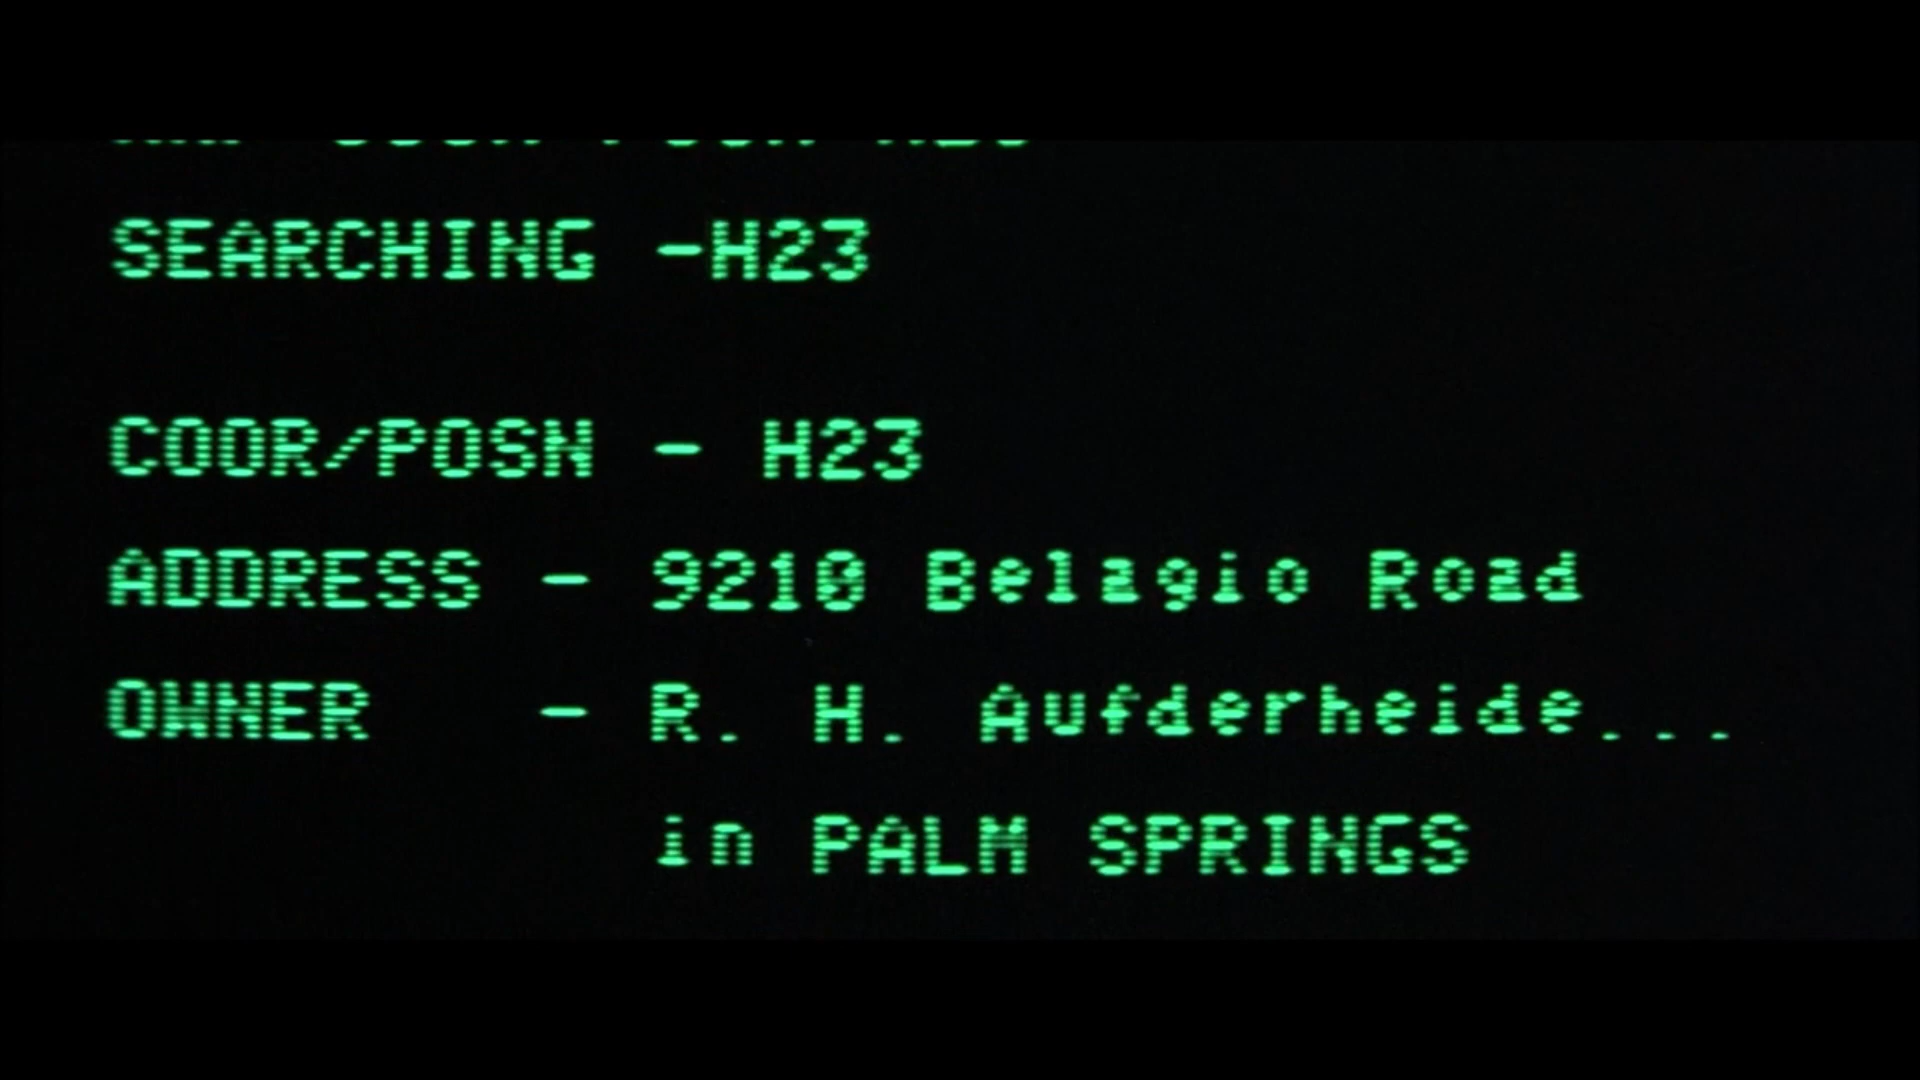 SEARCHING -H23
COOR/POSN - H23
ADDRESS - 9210 Belagio Road
OWNER - R. H. Aufderheide...
in PALM SPRINGS